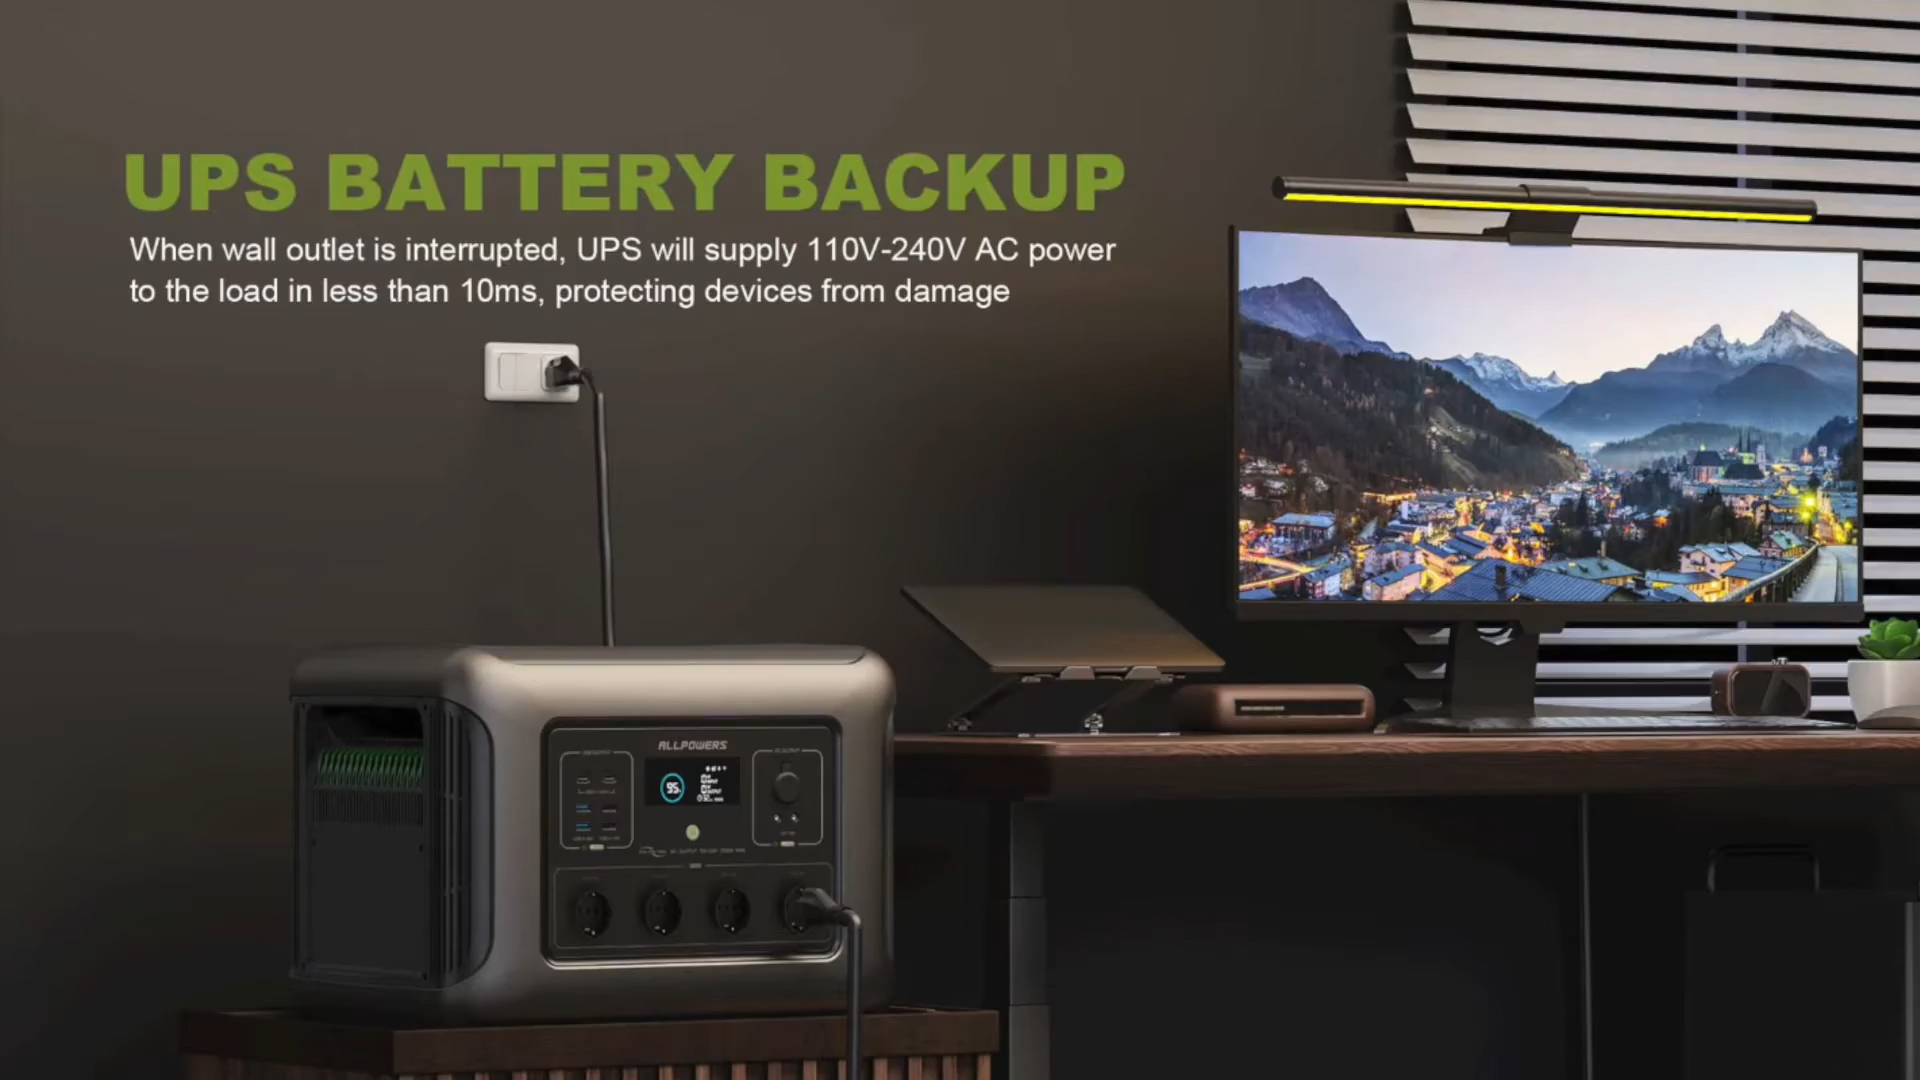 UPS BATTERY BACKUP
When wall outlet is interrupted, UPS will supply 110V-240V AC power
to the load in less than 10ms, protecting devices from damage
ALLPOWERS
95%